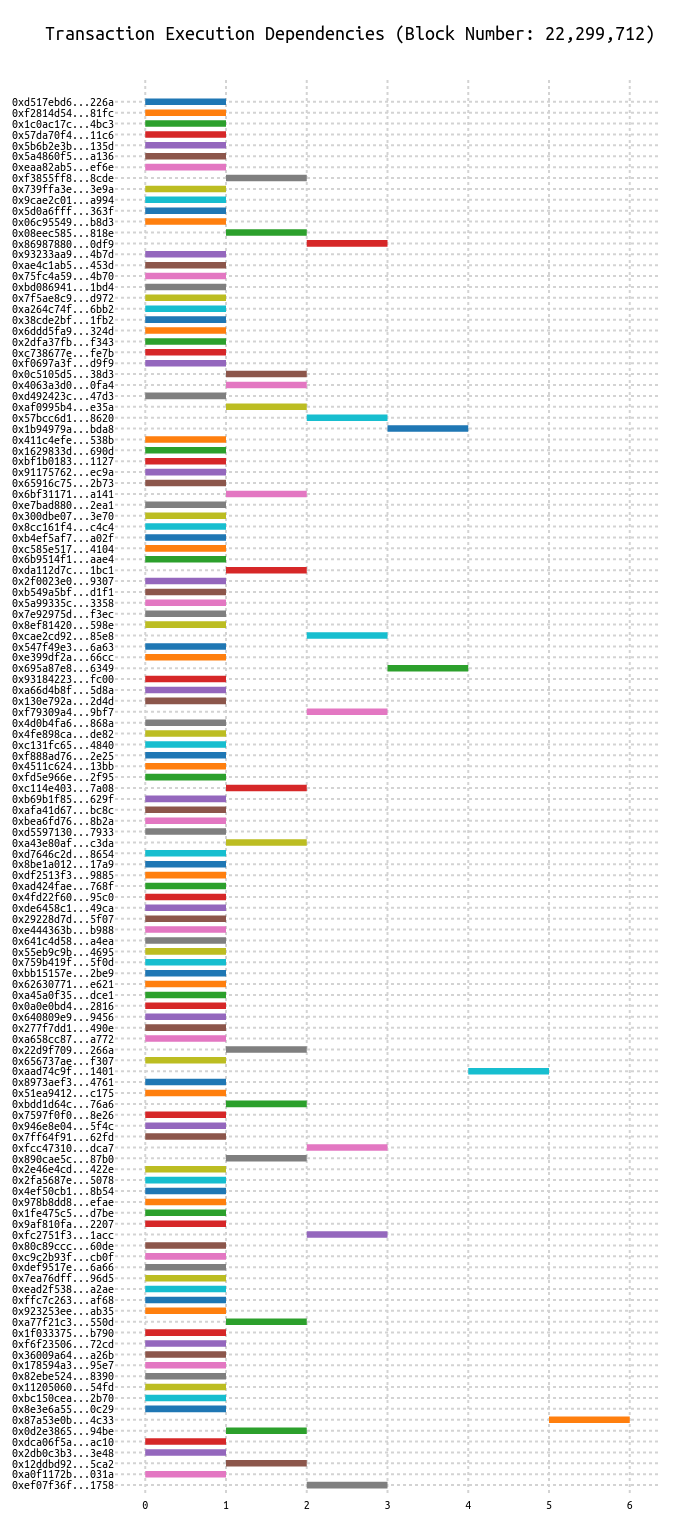 Transaction Execution Dependencies (Block Number: 22,299,712)
0xd517ebd6...226a
0xf2814d54...81fc
0x1c0ac17c...4bc3
0x57da70f4...11c6
0x5b6b2e3b...135d
0x5a4860f5...a136
0xeaa82ab5...ef6e
0xf3855ff8...8cde
0x739ffa3e...3e9a
0x9cae2c01...a994
0x5d0a6fff...363f
0x06c95549...b8d3
0x08eec585...818e
0x86987880...0df9
0x93233aa9...4b7d
0xae4c1ab5...453d
0x75fc4a59...4b70
0xbd086941...1bd4
0x7f5ae8c9...d972
0xa264c74f...6bb2
0x38cde2bf...1fb2
0x6ddd5fa9...324d
0x2dfa37fb...f343
0xc738677e...fe7b
0xf0697a3f...d9f9
0x0c5105d5...38d3
0x4063a3d0...0fa4
0xd492423c...47d3
0xaf0995b4...e35a
0x57bcc6d1...8620
0x1b94979a...bda8
0x411c4efe...538b
0x1629833d...690d
0xbf1b0183...1127
0x91175762...ec9a
0x65916c75...2b73
0x6bf31171...a141
0xe7bad880...2ea1
0x300dbe07...3e70
0x8cc161f4...c4c4
0xb4ef5af7...a02f
0xc585e517...4104
0x6b9514f1...aae4
0xda112d7c...1bc1
0x2f0023e0...9307
0xb549a5bf...d1f1
0x5a99335c...3358
0x7e92975d...f3ec
0x8ef81420...598e
0xcae2cd92...85e8
0x547f49e3...6a63
0xe399df2a...66cc
0x695a87e8...6349
0x93184223...fc00
0xa66d4b8f...5d8a
0x130e792a...2d4d
0xf79309a4...9bf7
0x4d0b4fa6...868a
0x4fe898ca...de82
0xc131fc65...4840
0xf888ad76...2e25
0x4511c624...13bb
0xfd5e966e...2f95
0xc114e403...7a08
0xb69b1f85...629f
0xafa41d67...bc8c
0xbea6fd76...8b2a
0xd5597130...7933
0xa43e80af...c3da
0xd7646c2d...8654
0x8be1a012...17a9
0xdf2513f3...9885
0xad424fae...768f
0x4fd22f60...95c0
0xde6458c1...49ca
0x29228d7d...5f07
0xe444363b...b988
0x641c4d58...a4ea
0x55eb9c9b...4695
0x759b419f...5f0d
0xbb15157e...2be9
0x62630771...e621
0xa45a0f35...dce1
0x0a0e0bd4...2816
0x640809e9...9456
0x277f7dd1...490e
0xa658cc87...a772
0x22d9f709...266a
0x656737ae...f307
0xaad74c9f...1401
0x8973aef3...4761
0x51ea9412...c175
0xbdd1d64c...76a6
0x7597f0f0...8e26
0x946e8e04...5f4c
0x7ff64f91...62fd
0xfcc47310...dca7
0x890cae5c...87b0
0x2e46e4cd...422e
0x2fa5687e...5078
0x4ef50cb1...8b54
0x978b8dd8...efae
0x1fe475c5...d7be
0x9af810fa...2207
0xfc2751f3...1acc
0x80c89ccc...60de
0xc9c2b93f...cb0f
0xdef9517e...6a66
0x7ea76dff...96d5
0xead2f538...a2ae
0xffc7c263...af68
0x923253ee...ab35
0xa77f21c3...550d
0x1f033375...b790
0xf6f23506...72cd
0x36009a64...a26b
0x178594a3...95e7
0x82ebe524...8390
0x11205060...54fd
0xbc150cea...2b70
0x8e3e6a55...0c29
0x87a53e0b...4c33
0x0d2e3865...94be
0xdca06f5a...ac10
0x2db0c3b3...3e48
0x12ddbd92...5ca2
0xa0f1172b...031a
0xef07f36f...1758
0 1 2 3 4 5 6